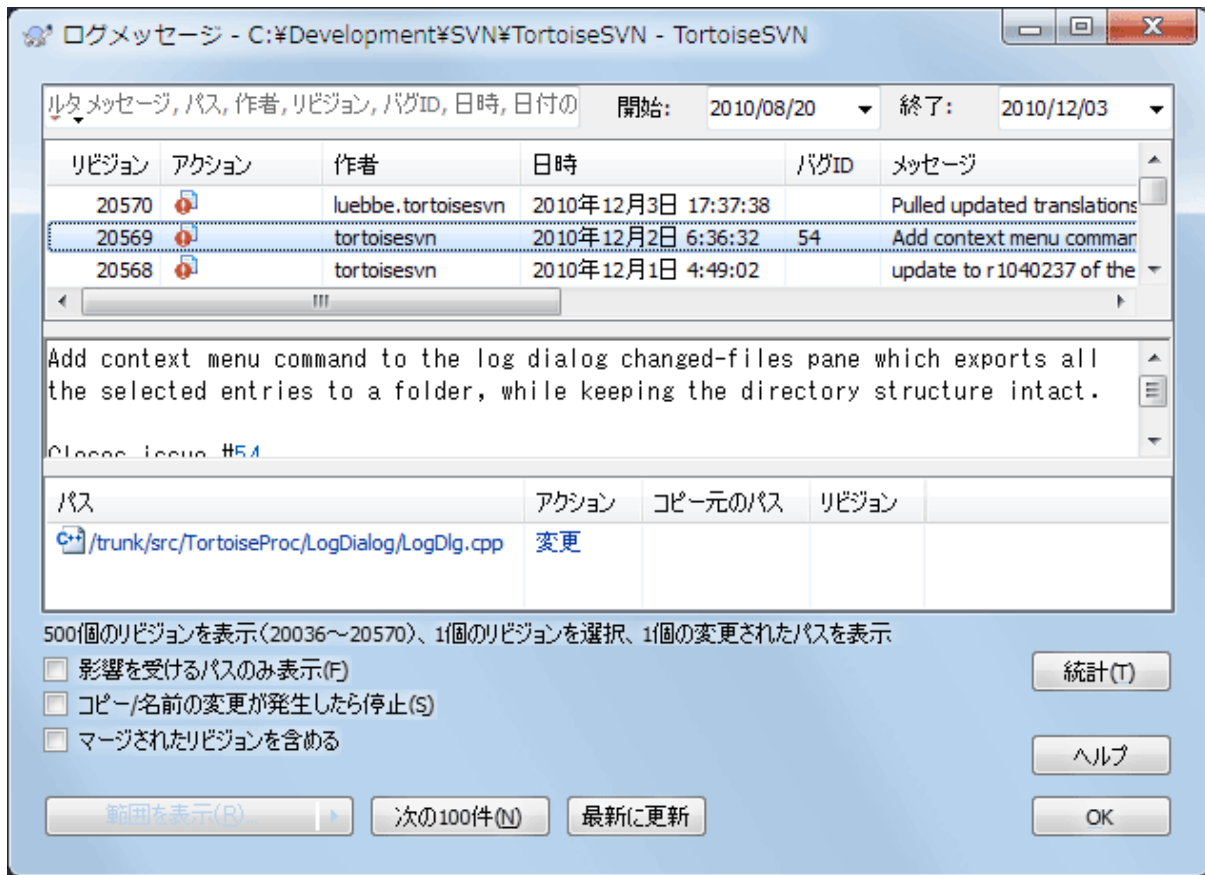 ログメッセージ - C:¥Development¥SVN¥TortoiseSVN - TortoiseSVN
ルタ メッセージ, パス, 作者, リビジョン, バグID, 日時, 日付の 開始: 2010/08/20 終了: 2010/12/03
リビジョン アクション 作者 日時 バグID メッセージ
20570 luebbe.tortoisesvn 2010年12月3日 17:37:38 Pulled updated translations
20569 tortoisesvn 2010年12月2日 6:36:32 54 Add context menu comman
20568 tortoisesvn 2010年12月1日 4:49:02 update to r1040237 of the
Add context menu command to the log dialog changed-files pane which exports all
the selected entries to a folder, while keeping the directory structure intact.
Closes issue #54
パス アクション コピー元のパス リビジョン
C++ /trunk/src/TortoiseProc/LogDialog/LogDlg.cpp 変更
500個のリビジョンを表示(20036～20570)、1個のリビジョンを選択、1個の変更されたパスを表示
影響を受けるパスのみ表示(F)
統計(T)
コピー/名前の変更が発生したら停止(S)
マージされたリビジョンを含める
ヘルプ
範囲を表示(R)... 次の100件(N) 最新に更新 OK